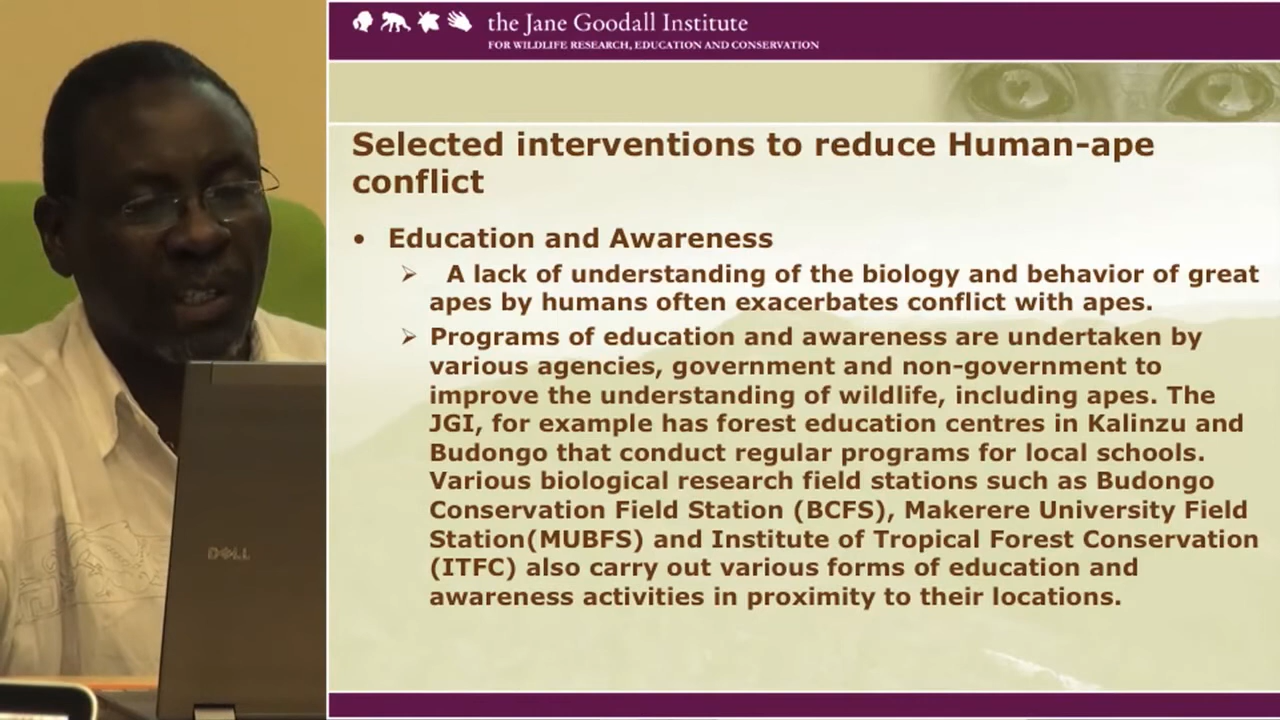 the Jane Goodall Institute
FOR WILDLIFE RESEARCH, EDUCATION AND CONSERVATION
Selected interventions to reduce Human-ape
conflict
• Education and Awareness
➢ A lack of understanding of the biology and behavior of great
apes by humans often exacerbates conflict with apes.
➢ Programs of education and awareness are undertaken by
various agencies, government and non-government to
improve the understanding of wildlife, including apes. The
JGI, for example has forest education centres in Kalinzu and
Budongo that conduct regular programs for local schools.
Various biological research field stations such as Budongo
Conservation Field Station (BCFS), Makerere University Field
Station(MUBFS) and Institute of Tropical Forest Conservation
(ITFC) also carry out various forms of education and
awareness activities in proximity to their locations.
DELL